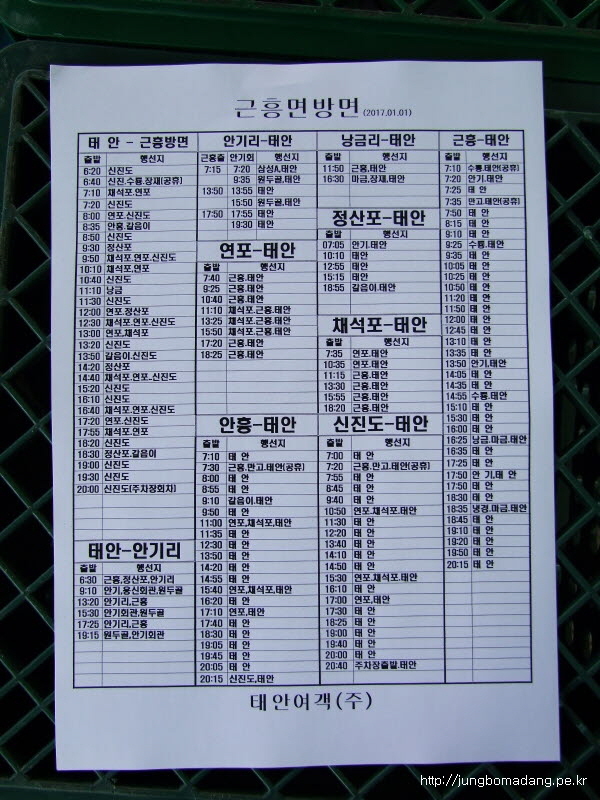 근흥면방면 (2017.01.01)
태 안 - 근흥방면
출발 행선지
6:20 신진도
6:40 신진.수룡.장재(공휴)
7:10 채석포.연포
7:20 신진도
8:00 연포.신진도
8:35 안흥.갈음이
8:50 신진도
9:30 정산포
9:50 채석포.연포.신진도
10:10 채석포.연포
10:40 신진도
11:10 낭금
11:30 신진도
12:00 연포.정산포
12:30 채석포.연포.신진도
13:00 연포.채석포
13:20 신진도
13:50 갈음이.신진도
14:20 정산포
14:40 채석포.연포.신진도
15:20 신진도
16:10 신진도
16:40 채석포.연포.신진도
17:20 연포.신진도
17:55 채석포.연포
18:20 신진도
18:30 정산포.갈음이
19:00 신진도
19:30 신진도
20:00 신진도(주차장회차)
태안-안기리
출발 행선지
6:30 근흥,정산포,안기리
9:10 안기,용신회관,원두골
13:20 안기리,근흥
15:30 안기회관,원두골
17:25 안기리,근흥
19:15 원두골,안기회관
안기리-태안
근흥출 안기회 행선지
7:15 7:20 삼성A.태안
9:35 원두골.태안
13:50 13:55 태안
15:50 원두골.태안
17:50 17:55 태안
19:30 태안
연포-태안
출발 행선지
7:40 근흥.태안
9:25 근흥.태안
10:40 근흥.태안
11:10 채석포.근흥.태안
13:25 채석포.근흥.태안
15:50 채석포.근흥.태안
17:20 근흥.태안
18:25 근흥.태안
안흥-태안
출발 행선지
7:10 태 안
7:30 근흥.만고.태안(공휴)
8:00 태 안
8:55 태 안
9:10 갈음이.태안
9:50 태 안
11:00 연포,채석포,태안
11:35 태 안
12:30 태 안
13:50 태 안
14:20 태 안
14:55 태 안
15:40 연포,채석포,태안
16:20 태 안
17:10 연포,태안
17:40 태 안
18:30 태 안
19:05 태 안
19:45 태 안
20:05 태 안
20:15 신진도,태안
낭금리-태안
출발 행선지
11:50 근흥,태안
16:30 마금,장재,태안
정산포-태안
출발 행선지
07:05 안기.태안
10:10 태안
12:55 태안
15:15 태안
18:55 갈음이.태안
채석포-태안
출발 행선지
7:35 연포.태안
10:35 연포.태안
11:15 근흥.태안
13:30 근흥.태안
15:55 근흥.태안
18:20 근흥.태안
신진도-태안
출발 행선지
7:00 태 안
7:20 근흥.만고.태안(공휴)
7:55 태 안
8:45 태 안
9:40 태 안
10:50 연포.채석포.태안
11:30 태 안
12:20 태 안
13:40 태 안
14:10 태 안
14:50 태 안
15:30 연포.채석포.태안
16:10 태 안
17:00 연포,태안
17:30 태 안
18:25 태 안
19:00 태 안
19:40 태 안
20:00 태 안
20:40 주차장출발.태안
근흥-태안
출발 행선지
7:10 수룡.태안(공휴)
7:20 안기.태안
7:25 태 안
7:35 만고.태안(공휴)
7:50 태 안
8:15 태 안
9:10 태 안
9:25 수룡.태안
9:35 태 안
10:05 태 안
10:25 태 안
10:50 태 안
11:20 태 안
11:50 태 안
12:00 태 안
12:45 태 안
13:10 태 안
13:35 태 안
13:50 안기.태안
14:05 태 안
14:35 태 안
14:55 수룡.태안
15:10 태 안
15:30 태 안
16:00 태 안
16:25 낭금.마금.태안
16:35 태 안
17:25 태 안
17:50 안 기,태 안
17:50 태 안
18:30 태 안
18:35 마금.태안
18:45 태 안
19:10 태 안
19:20 태 안
19:50 태 안
20:15 태 안
태안여객(주)
http://jungbomadang.pe.kr